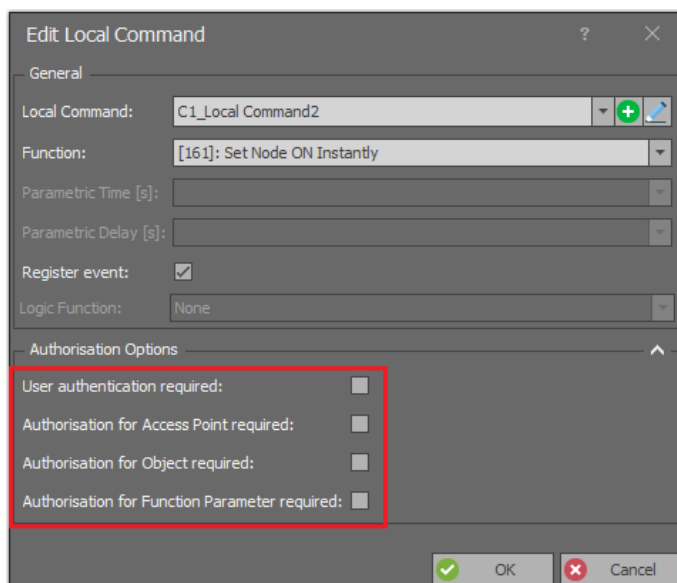 Edit Local Command ?
General
Local Command: C1_Local Command2
Function: [161]: Set Node ON Instantly
Parametric Time [s]:
Parametric Delay [s]:
Register event:
Logic Function: None
Authorisation Options
User authentication required:
Authorisation for Access Point required:
Authorisation for Object required:
Authorisation for Function Parameter required:
OK Cancel